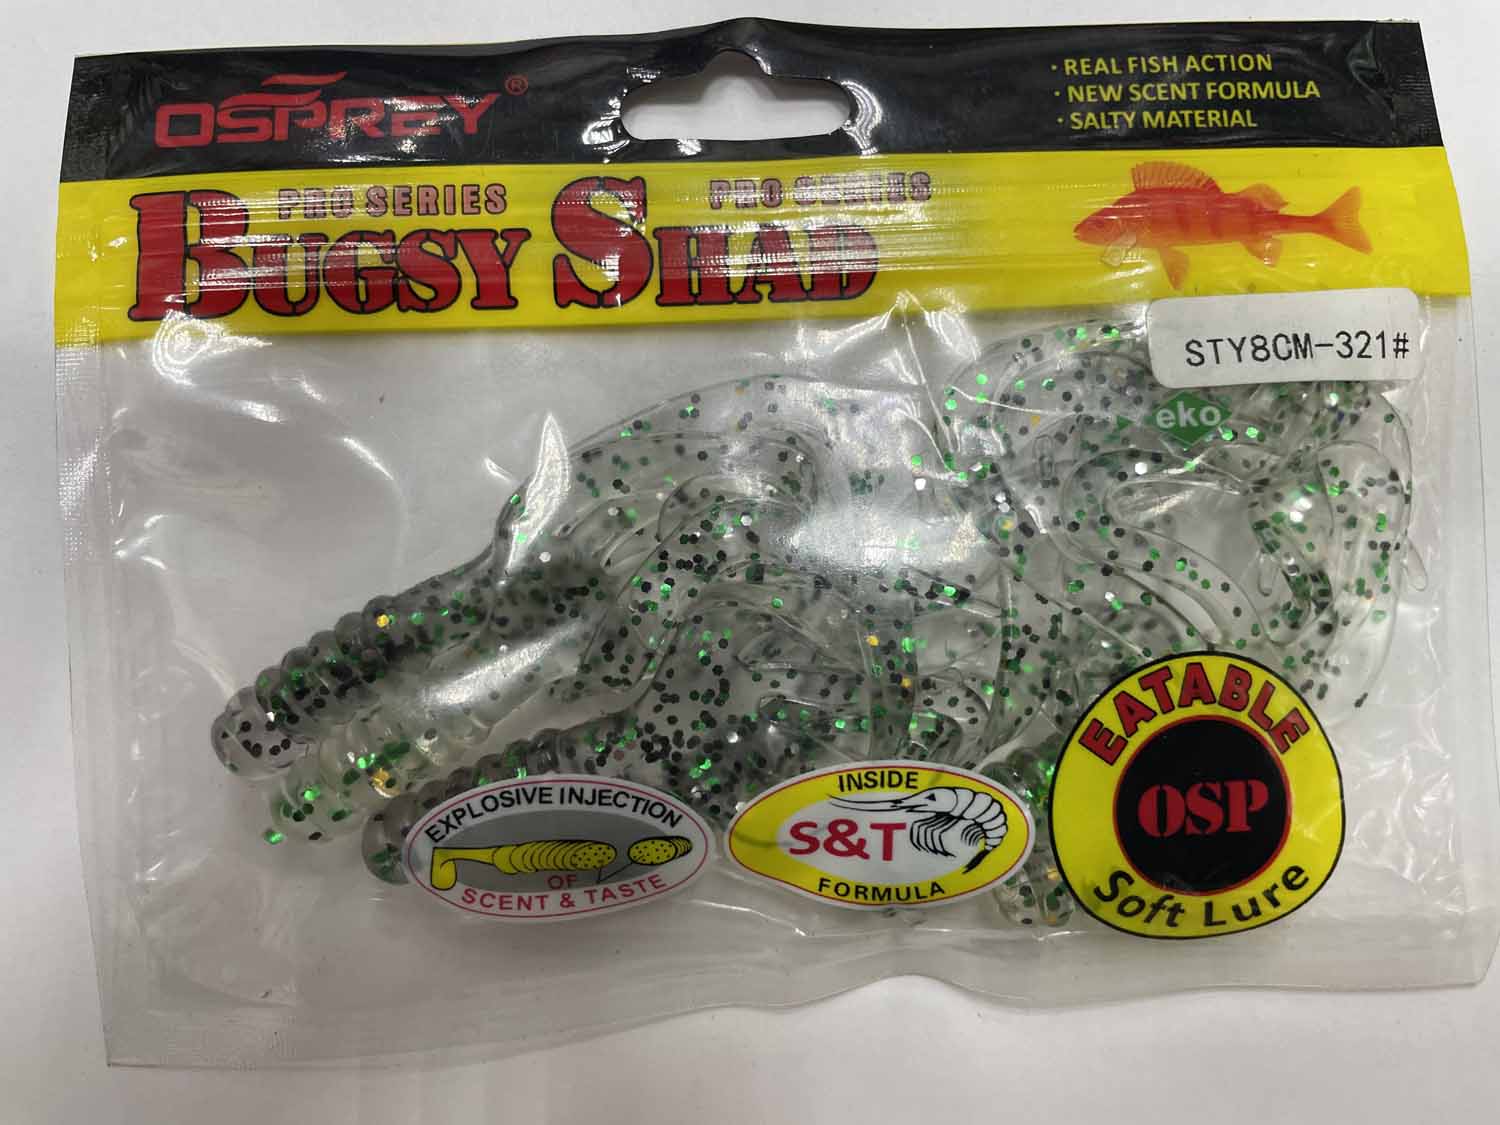 OSPREY®
· REAL FISH ACTION
· NEW SCENT FORMULA
· SALTY MATERIAL
PRO SERIES PRO SERIES
BUGSY SHAD
STY8CM-321#
eko
EXPLOSIVE INJECTION
OF
SCENT & TASTE
INSIDE
S&T
FORMULA
EATABLE
OSP
Soft Lure